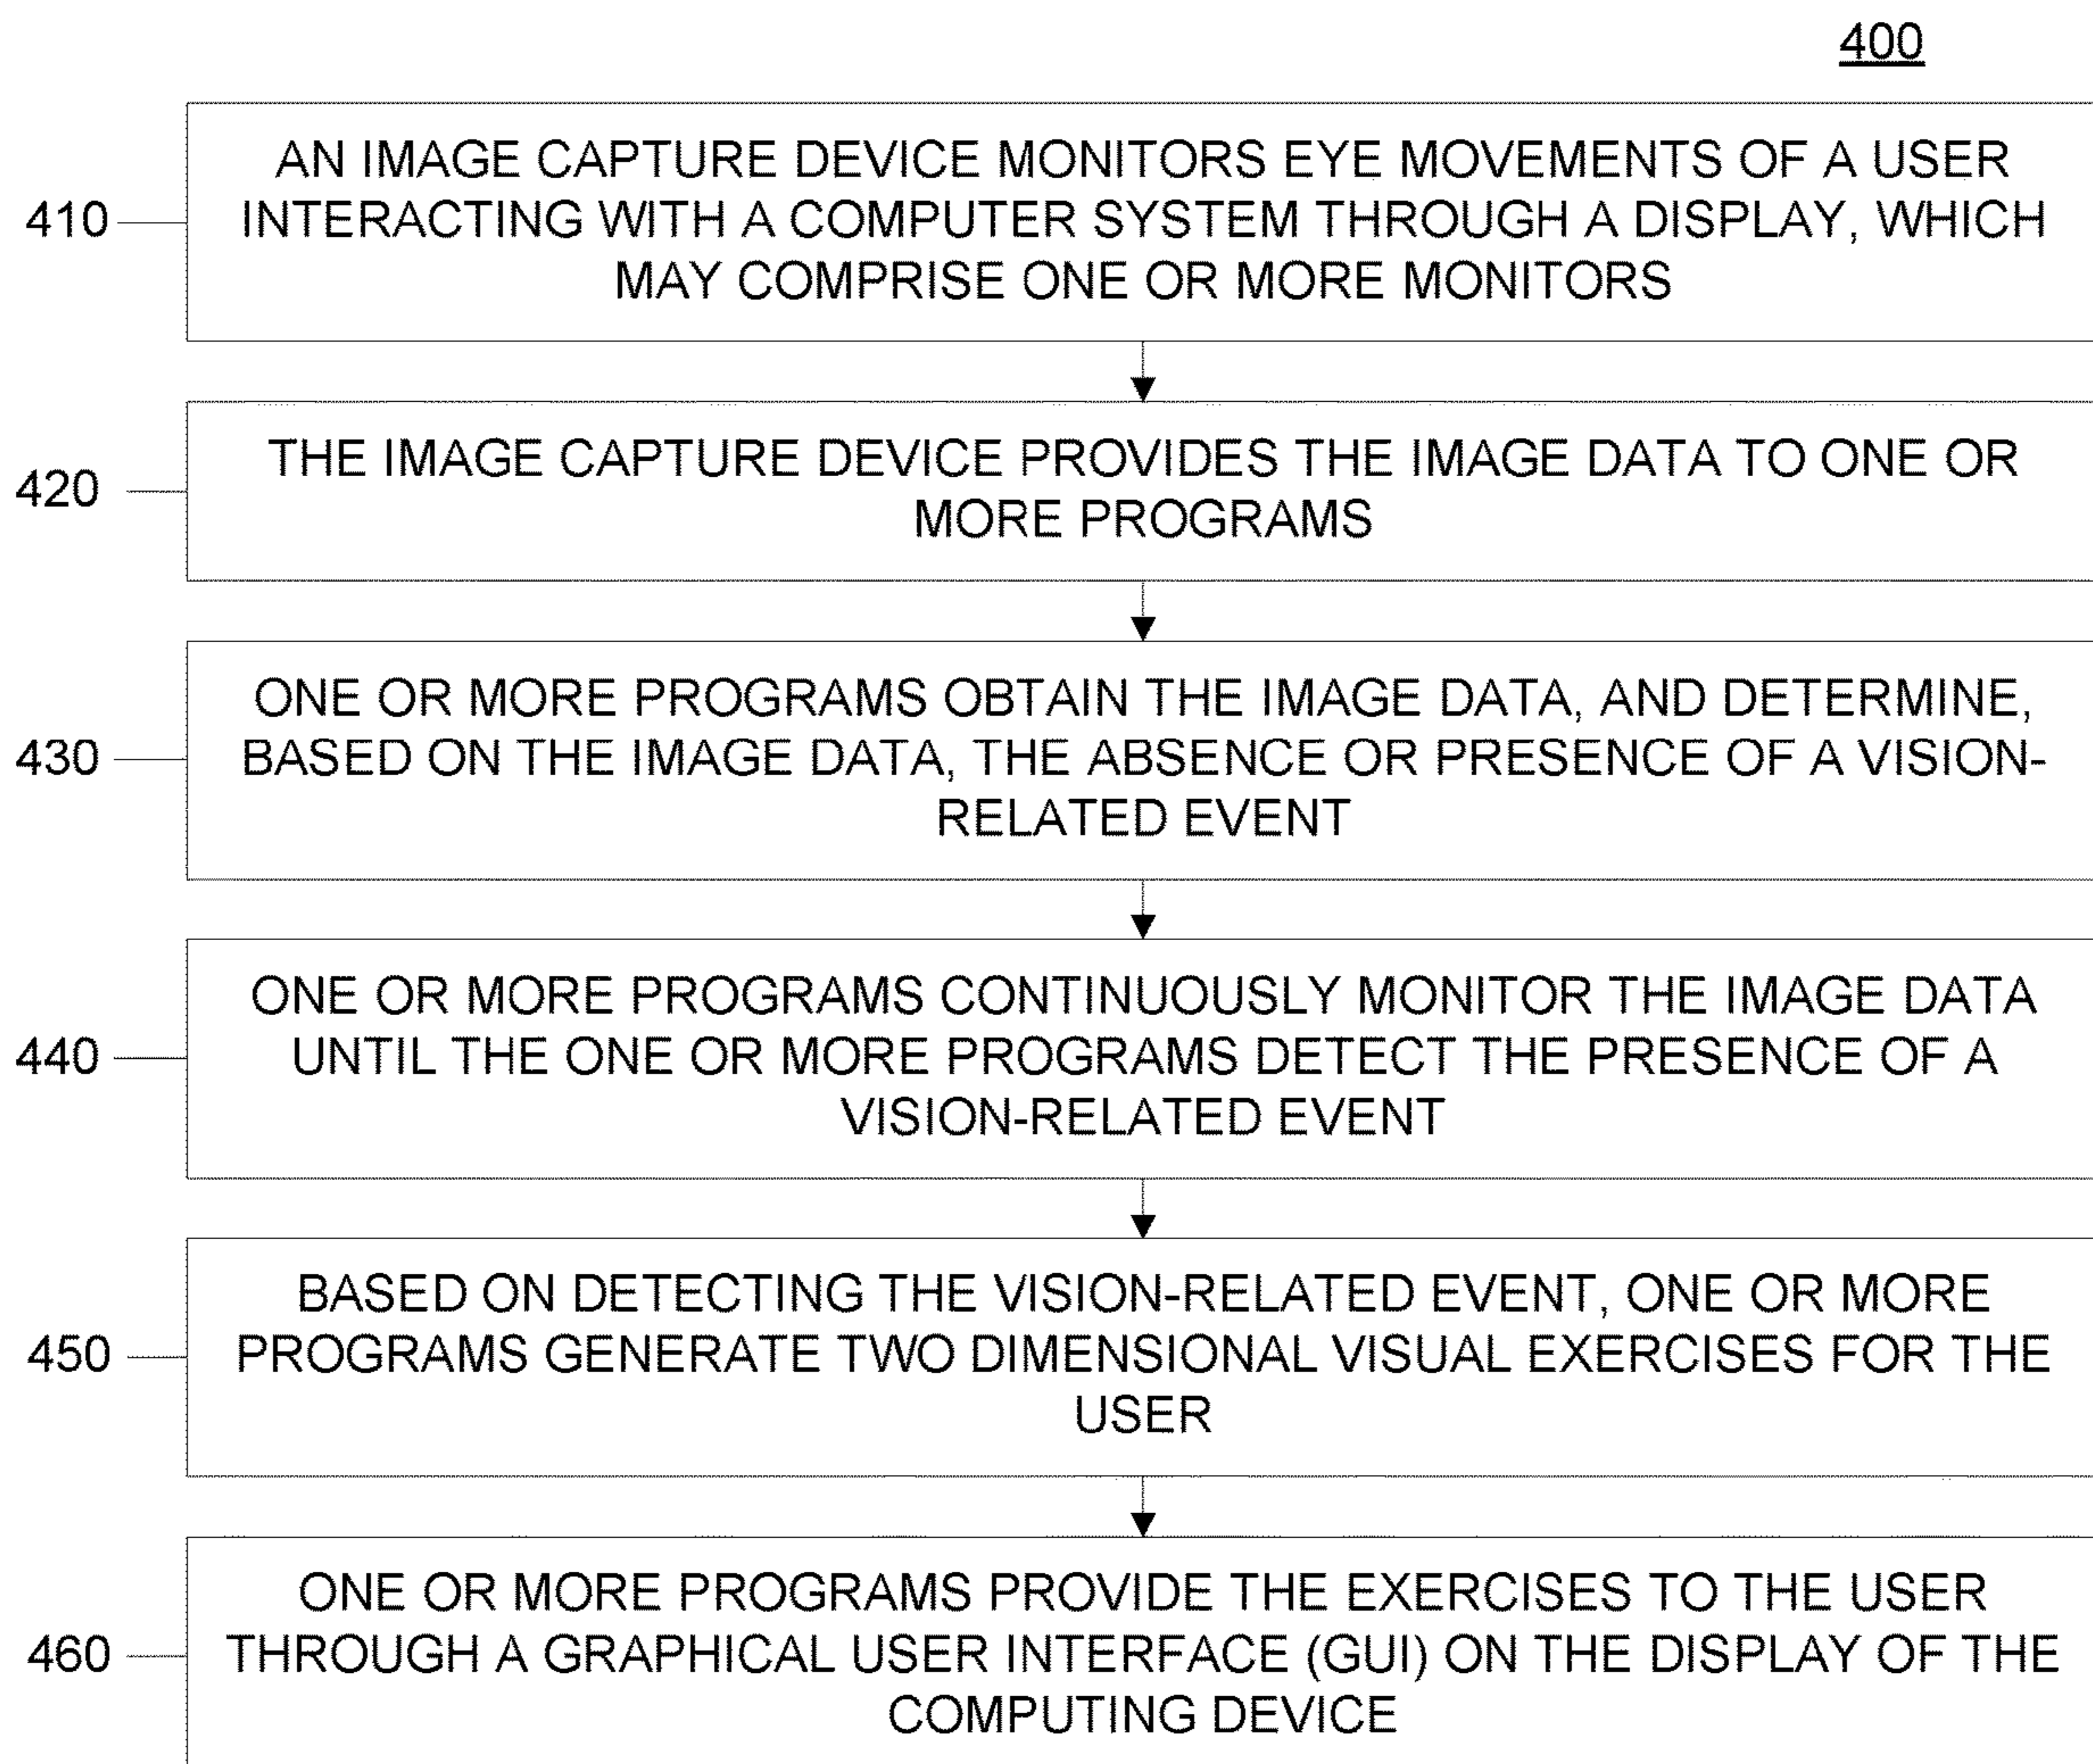 400
AN IMAGE CAPTURE DEVICE MONITORS EYE MOVEMENTS OF A USER
410
INTERACTING WITH A COMPUTER SYSTEM THROUGH A DISPLAY, WHICH
MAY COMPRISE ONE OR MORE MONITORS
THE IMAGE CAPTURE DEVICE PROVIDES THE IMAGE DATA TO ONE OR
420
MORE PROGRAMS
ONE OR MORE PROGRAMS OBTAIN THE IMAGE DATA, AND DETERMINE,
430
BASED ON THE IMAGE DATA, THE ABSENCE OR PRESENCE OF A VISION-
RELATED EVENT
ONE OR MORE PROGRAMS CONTINUOUSLY MONITOR THE IMAGE DATA
440
UNTIL THE ONE OR MORE PROGRAMS DETECT THE PRESENCE OF A
VISION-RELATED EVENT
BASED ON DETECTING THE VISION-RELATED EVENT, ONE OR MORE
450
PROGRAMS GENERATE TWO DIMENSIONAL VISUAL EXERCISES FOR THE
USER
ONE OR MORE PROGRAMS PROVIDE THE EXERCISES TO THE USER
460
THROUGH A GRAPHICAL USER INTERFACE (GUI) ON THE DISPLAY OF THE
COMPUTING DEVICE